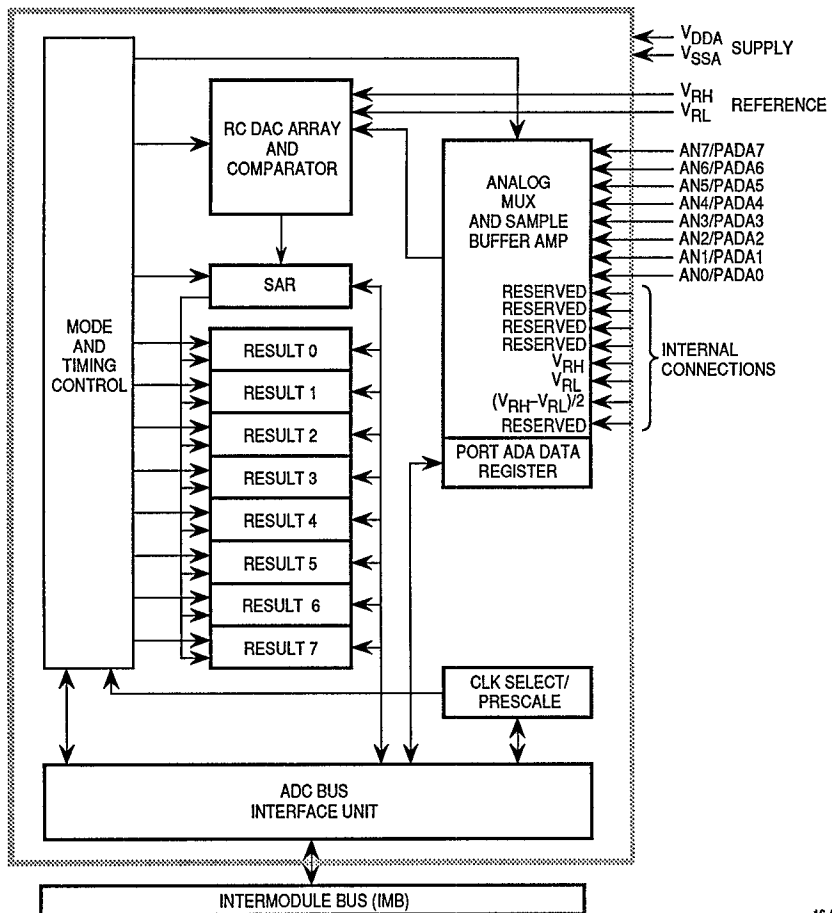 V_DDA
V_SSA
SUPPLY
V_RH
V_RL
REFERENCE
RC DAC ARRAY
AND
COMPARATOR
ANALOG
MUX
AND SAMPLE
BUFFER AMP
AN7/PADA7
AN6/PADA6
AN5/PADA5
AN4/PADA4
AN3/PADA3
AN2/PADA2
AN1/PADA1
AN0/PADA0
RESERVED
RESERVED
RESERVED
RESERVED
V_RH
V_RL
(V_RH–V_RL)/2
RESERVED
INTERNAL
CONNECTIONS
PORT ADA DATA
REGISTER
MODE
AND
TIMING
CONTROL
SAR
RESULT 0
RESULT 1
RESULT 2
RESULT 3
RESULT 4
RESULT 5
RESULT 6
RESULT 7
CLK SELECT/
PRESCALE
ADC BUS
INTERFACE UNIT
INTERMODULE BUS (IMB)